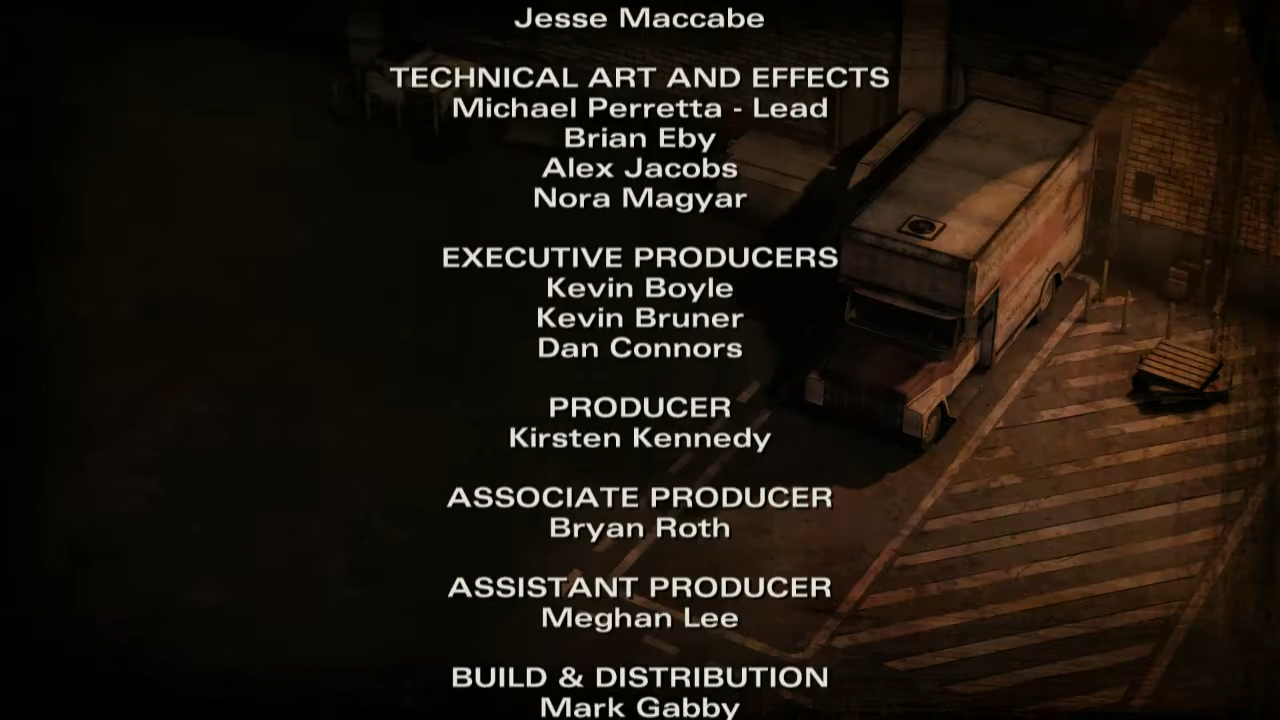 Jesse Maccabe
TECHNICAL ART AND EFFECTS
Michael Perretta - Lead
Brian Eby
Alex Jacobs
Nora Magyar
EXECUTIVE PRODUCERS
Kevin Boyle
Kevin Bruner
Dan Connors
PRODUCER
Kirsten Kennedy
ASSOCIATE PRODUCER
Bryan Roth
ASSISTANT PRODUCER
Meghan Lee
BUILD & DISTRIBUTION
Mark Gabby